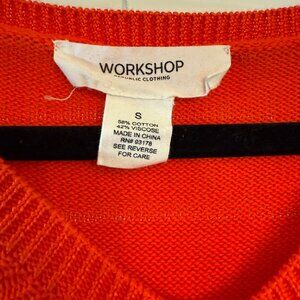 WORKSHOP
REPUBLIC CLOTHING
S
58% COTTON
42% VISCOSE
MADE IN CHINA
RN# 93178
SEE REVERSE
FOR CARE